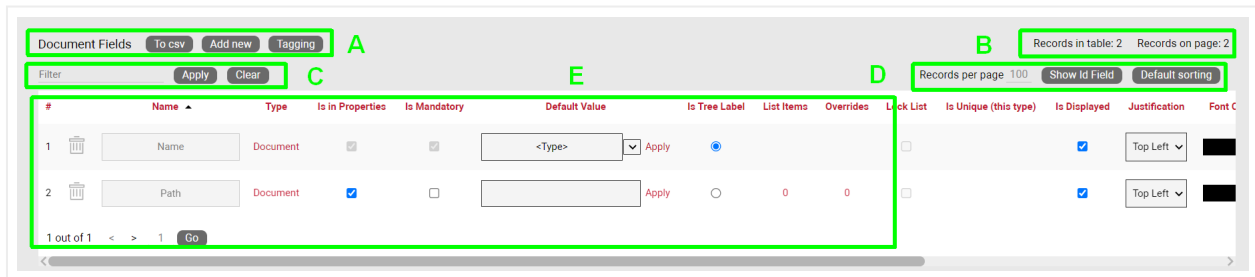 Document Fields To csv Add new Tagging A B Records in table: 2 Records on page: 2
Filter Apply Clear C E D Records per page 100 Show Id Field Default sorting
# Name Type Is in Properties Is Mandatory Default Value Is Tree Label List Items Overrides Lock List Is Unique (this type) Is Displayed Justification Font C
1 Name Document <Type> Apply Top Left
2 Path Document Apply 0 0 Top Left
1 out of 1 < > 1 Go